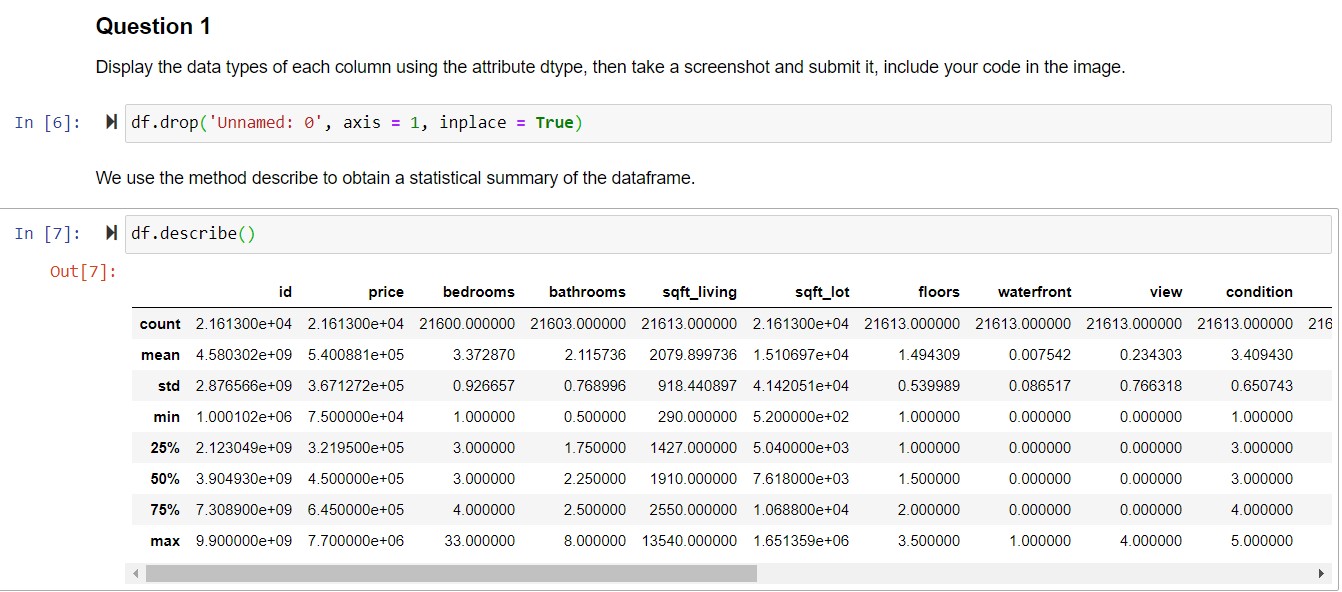 Question 1
Display the data types of each column using the attribute dtype, then take a screenshot and submit it, include your code in the image.
In [6]: df.drop('Unnamed: 0', axis = 1, inplace = True)
We use the method describe to obtain a statistical summary of the dataframe.
In [7]: df.describe()
Out[7]:
id price bedrooms bathrooms sqft_living sqft_lot floors waterfront view condition
count 2.161300e+04 2.161300e+04 21600.000000 21603.000000 21613.000000 2.161300e+04 21613.000000 21613.000000 21613.000000 21613.000000 216
mean 4.580302e+09 5.400881e+05 3.372870 2.115736 2079.899736 1.510697e+04 1.494309 0.007542 0.234303 3.409430
std 2.876566e+09 3.671272e+05 0.926657 0.768996 918.440897 4.142051e+04 0.539989 0.086517 0.766318 0.650743
min 1.000102e+06 7.500000e+04 1.000000 0.500000 290.000000 5.200000e+02 1.000000 0.000000 0.000000 1.000000
25% 2.123049e+09 3.219500e+05 3.000000 1.750000 1427.000000 5.040000e+03 1.000000 0.000000 0.000000 3.000000
50% 3.904930e+09 4.500000e+05 3.000000 2.250000 1910.000000 7.618000e+03 1.500000 0.000000 0.000000 3.000000
75% 7.308900e+09 6.450000e+05 4.000000 2.500000 2550.000000 1.068800e+04 2.000000 0.000000 0.000000 4.000000
max 9.900000e+09 7.700000e+06 33.000000 8.000000 13540.000000 1.651359e+06 3.500000 1.000000 4.000000 5.000000